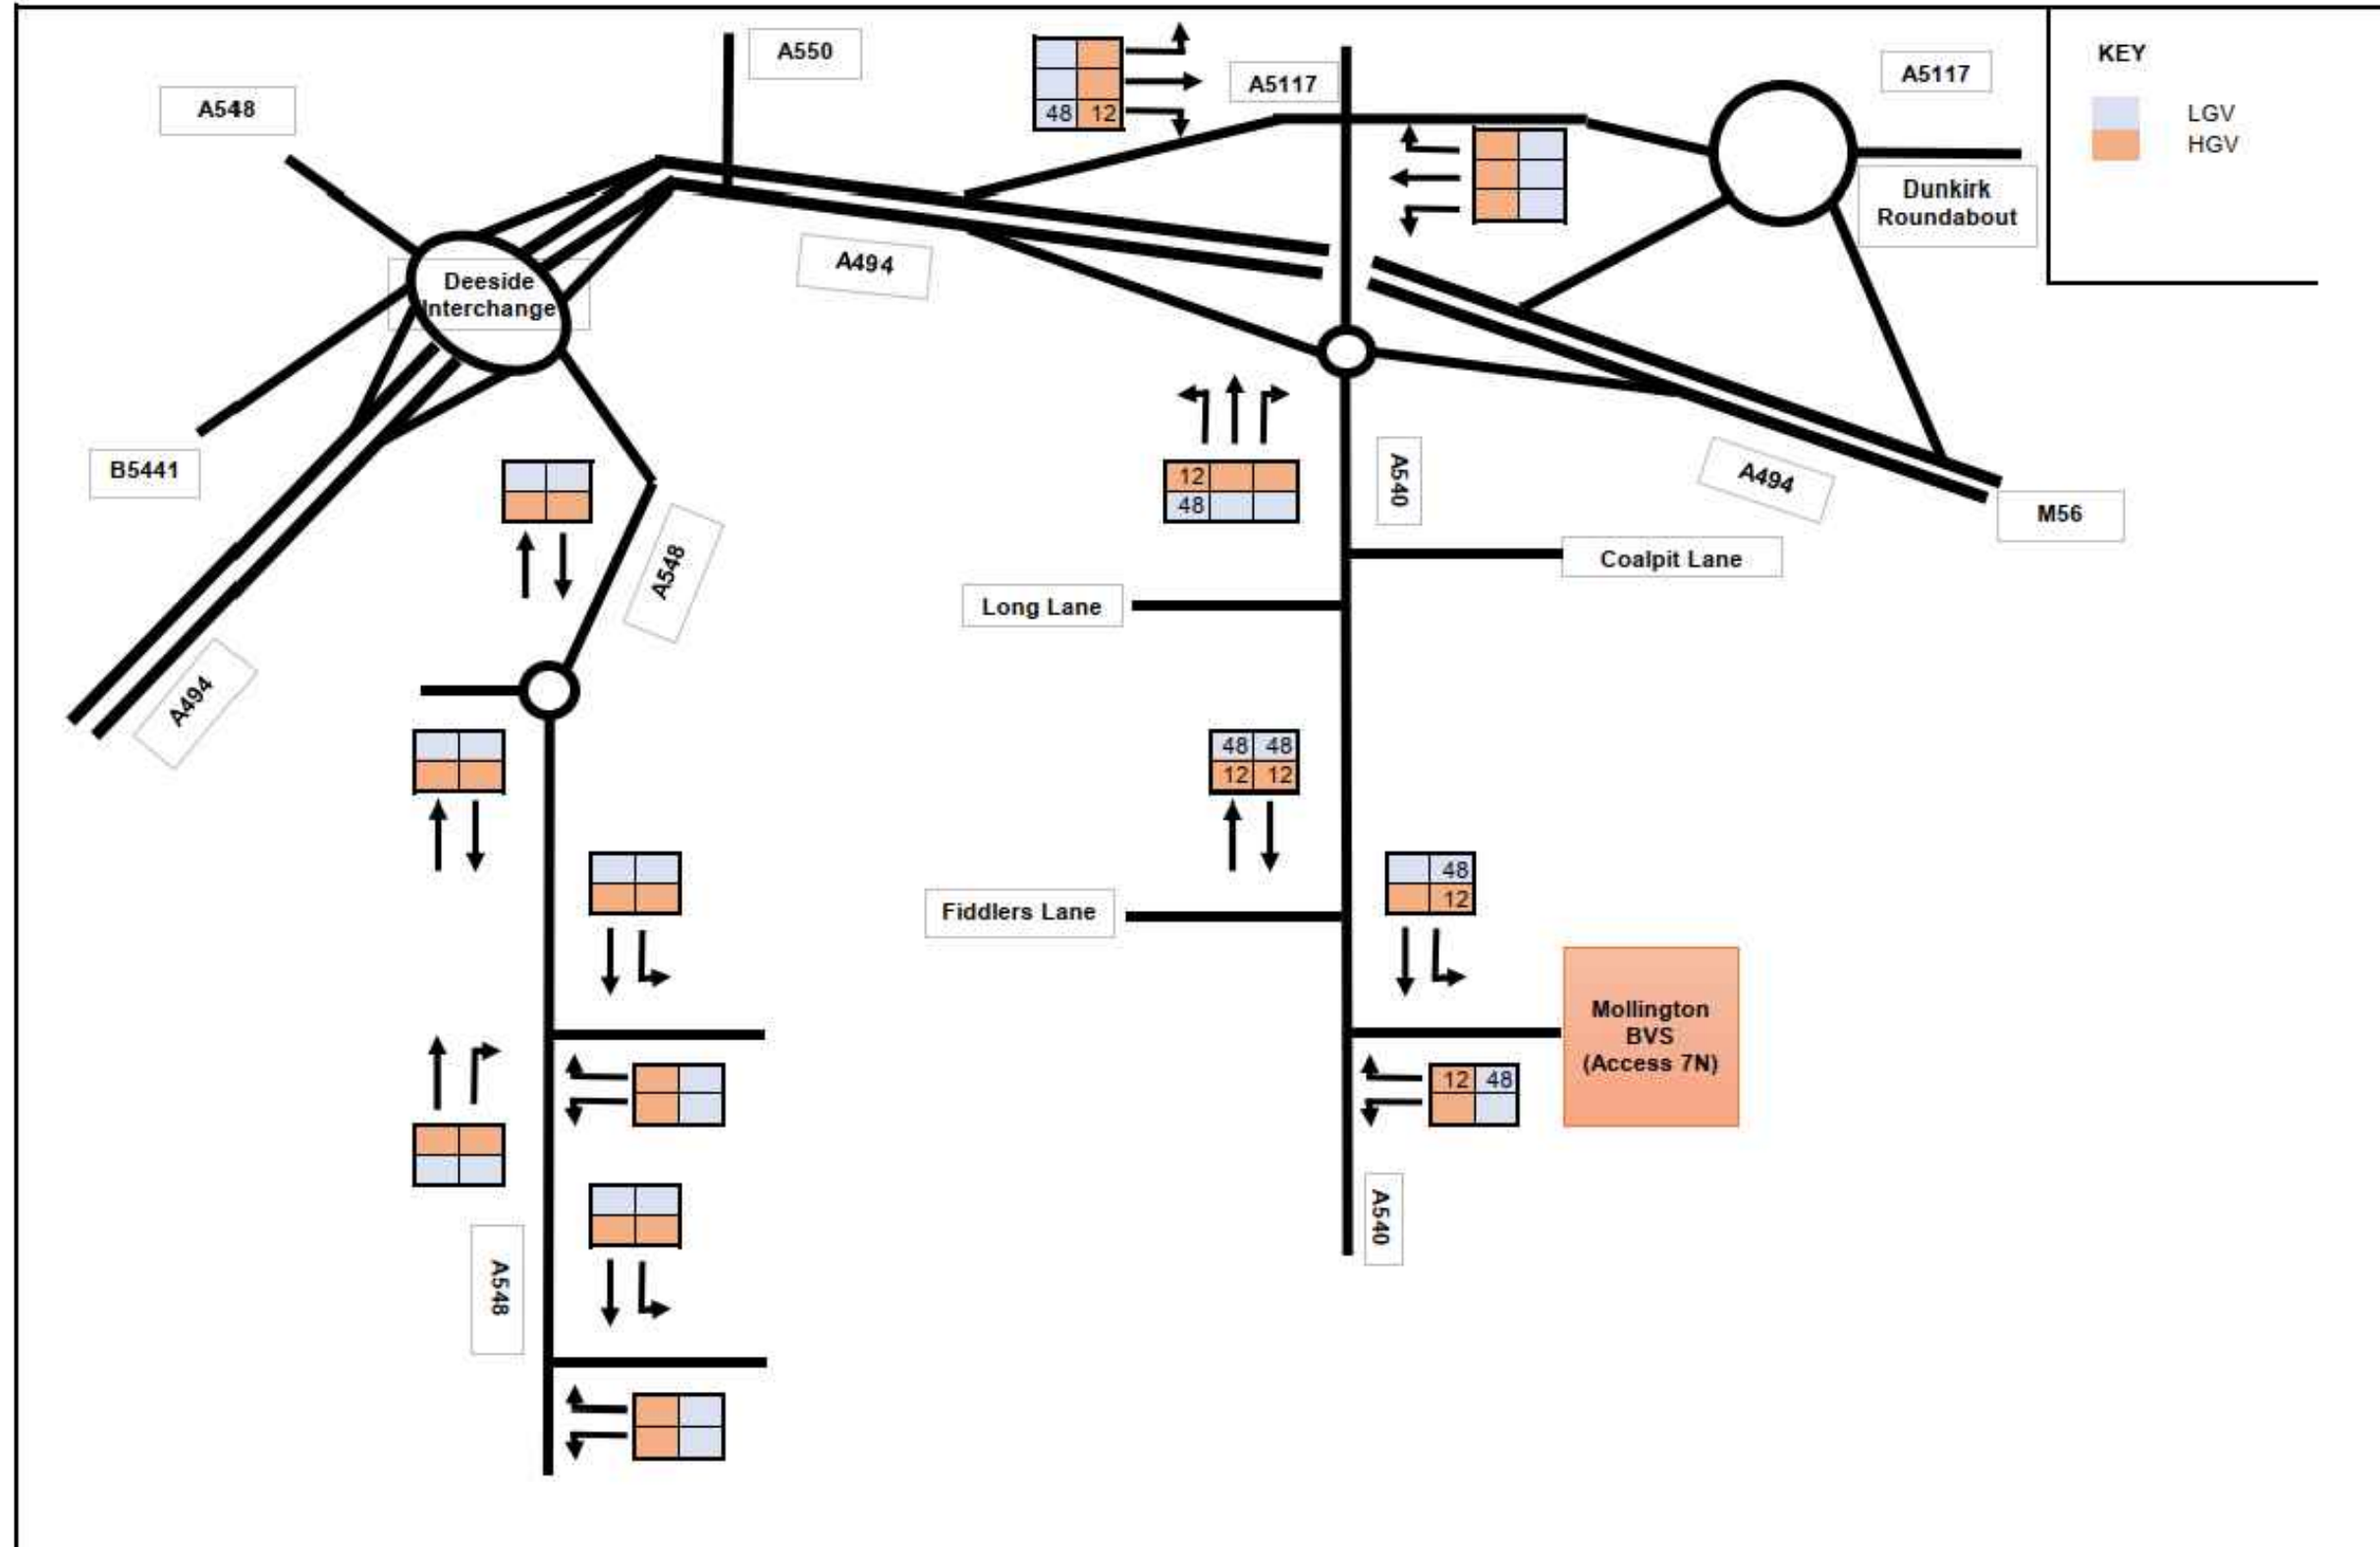 A550
A5117
A5117
KEY
LGV
HGV
A548
48 12
Dunkirk
Roundabout
A494
Deeside
Interchange
B5441
A540
A494
M56
12
48
A548
Coalpit Lane
Long Lane
A494
48 48
12 12
48
12
Fiddlers Lane
Mollington
BVS
(Access 7N)
12 48
A540
A548